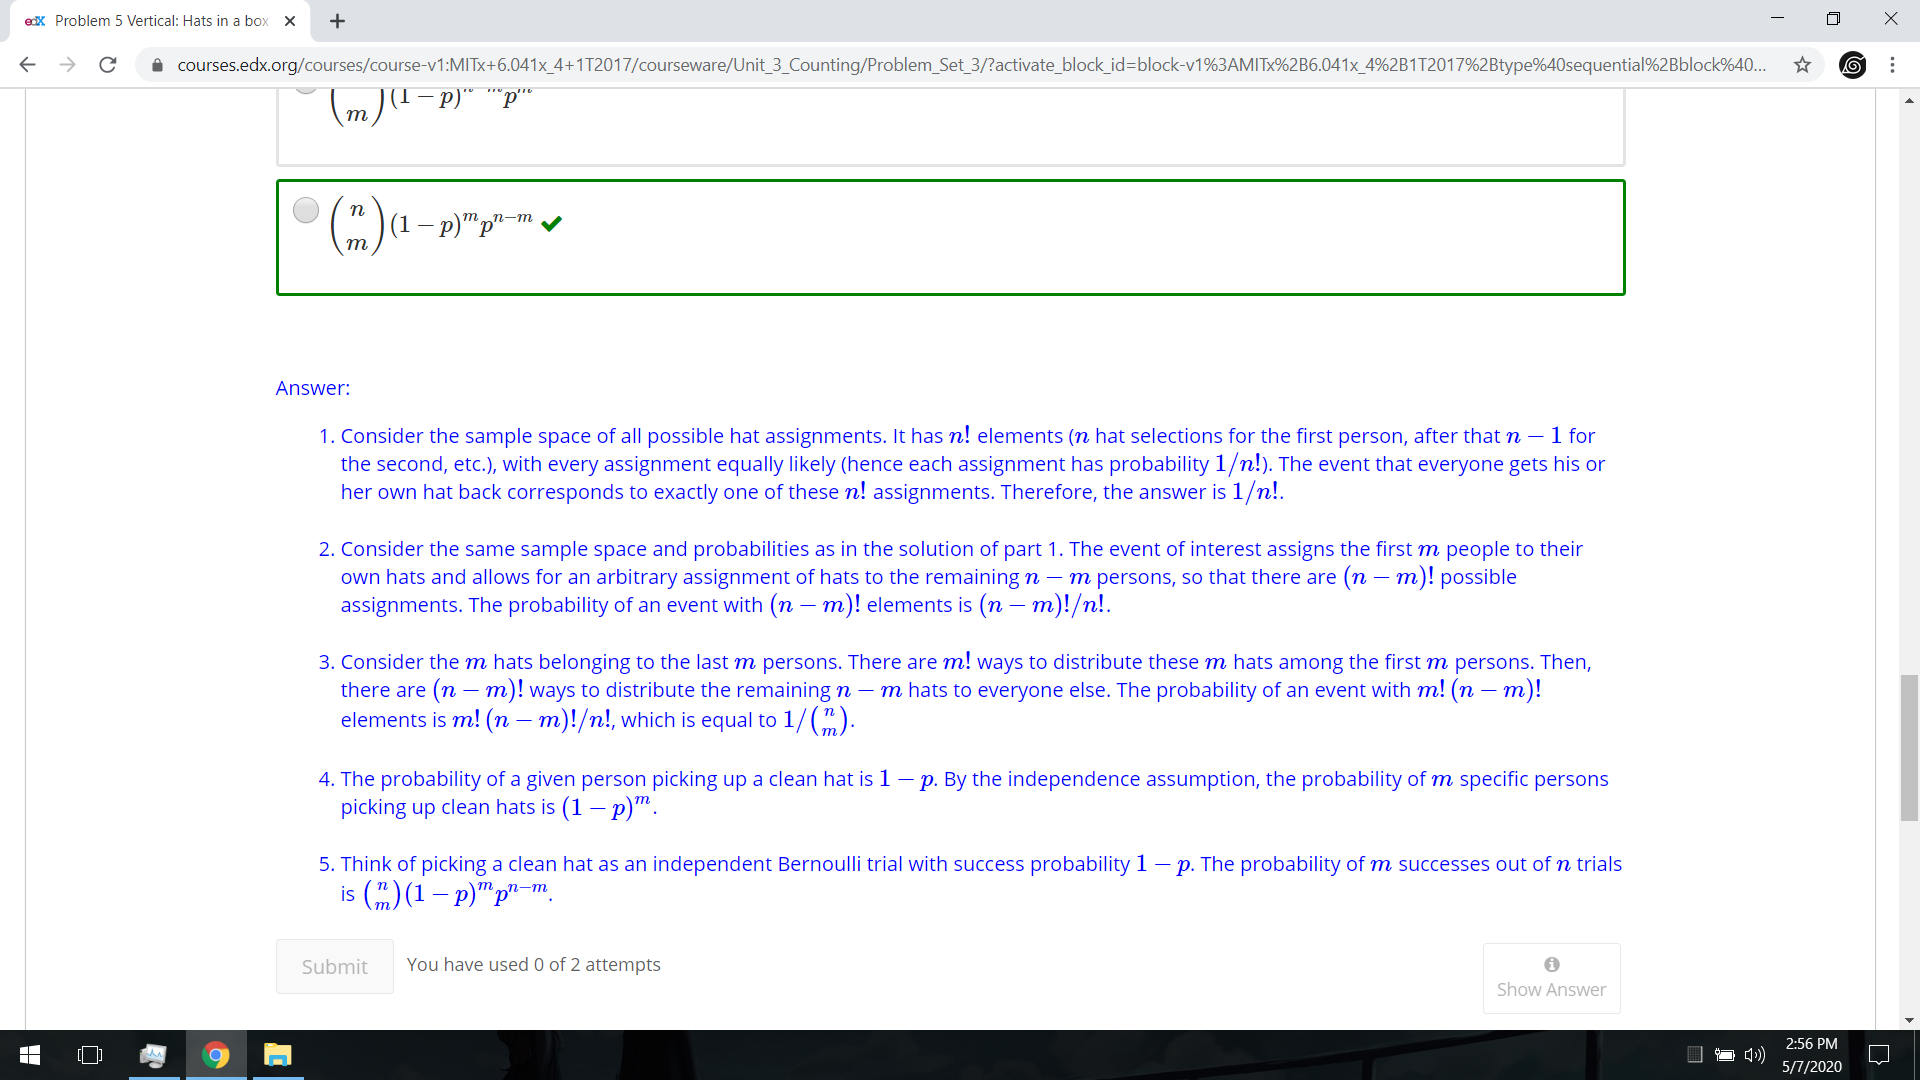 edX Problem 5 Vertical: Hats in a box
courses.edx.org/courses/course-v1:MITx+6.041x_4+1T2017/courseware/Unit_3_Counting/Problem_Set_3/?activate_block_id=block-v1%3AMITx%2B6.041x_4%2B1T2017%2Btype%40sequential%2Bblock%40...
(m)(1 − p)ⁿ⁻ᵐpᵐ
(n m)(1 − p)ᵐpⁿ⁻ᵐ ✔
Answer:
1. Consider the sample space of all possible hat assignments. It has n! elements (n hat selections for the first person, after that n − 1 for
the second, etc.), with every assignment equally likely (hence each assignment has probability 1/n!). The event that everyone gets his or
her own hat back corresponds to exactly one of these n! assignments. Therefore, the answer is 1/n!.
2. Consider the same sample space and probabilities as in the solution of part 1. The event of interest assigns the first m people to their
own hats and allows for an arbitrary assignment of hats to the remaining n − m persons, so that there are (n − m)! possible
assignments. The probability of an event with (n − m)! elements is (n − m)!/n!.
3. Consider the m hats belonging to the last m persons. There are m! ways to distribute these m hats among the first m persons. Then,
there are (n − m)! ways to distribute the remaining n − m hats to everyone else. The probability of an event with m! (n − m)!
elements is m! (n − m)!/n!, which is equal to 1/(n m).
4. The probability of a given person picking up a clean hat is 1 − p. By the independence assumption, the probability of m specific persons
picking up clean hats is (1 − p)ᵐ.
5. Think of picking a clean hat as an independent Bernoulli trial with success probability 1 − p. The probability of m successes out of n trials
is (n m)(1 − p)ᵐpⁿ⁻ᵐ.
Submit You have used 0 of 2 attempts
Show Answer
2:56 PM
5/7/2020